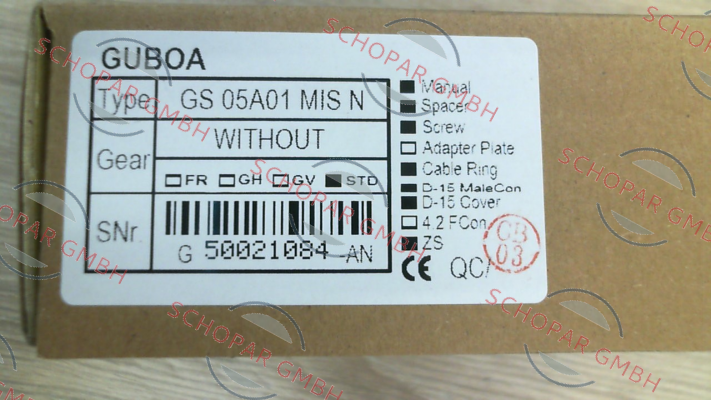 GUBOA
Type GS 05A01 MIS N
Gear WITHOUT
FR GH GV STD
SNr. G 50021084-AN
Manual
Spacer
Screw
Adapter Plate
Cable Ring
D-15 MaleCon
D-15 Cover
4.2 FCon
ZS
CE QC/
CB
03
SCHOPAR GMBH
SCHOPAR GMBH
SCHOPAR GMBH
SCHOPAR GMBH
SCHOPAR GMBH
SCHOPAR GMBH